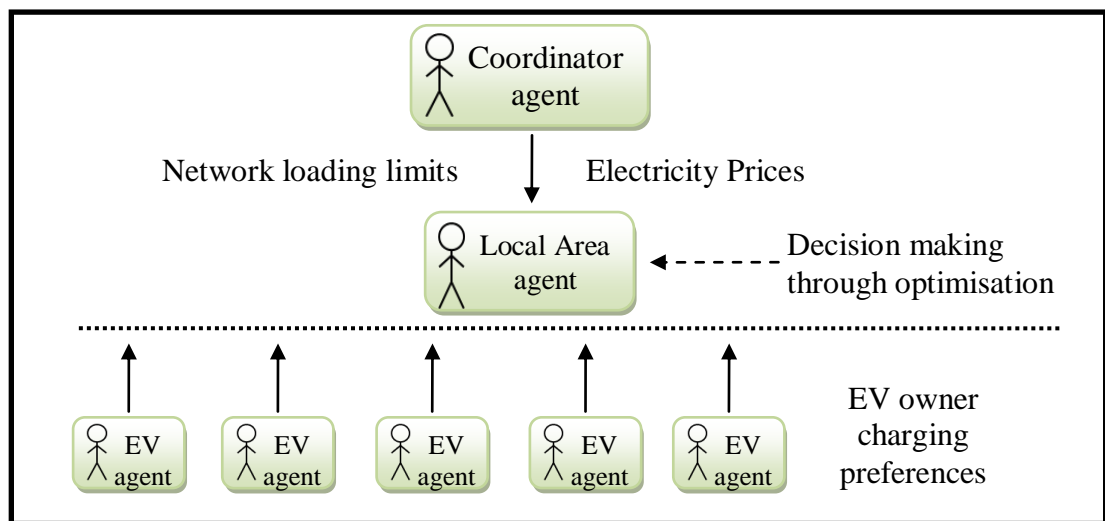 Coordinator
agent
Network loading limits
Electricity Prices
Local Area
agent
Decision making
through optimisation
EV
agent
EV
agent
EV
agent
EV
agent
EV
agent
EV owner
charging
preferences